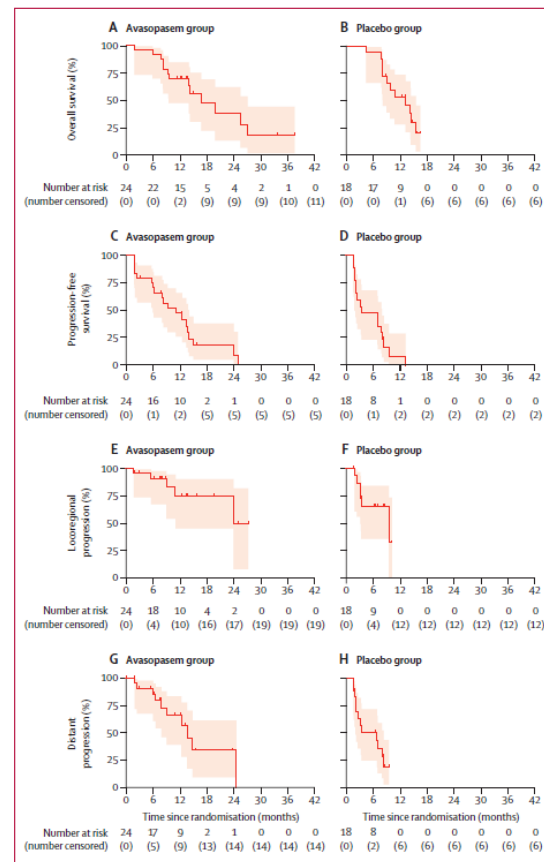 A Avasopasem group
B Placebo group
Overall survival (%)
100
75
50
25
0
0 6 12 18 24 30 36 42
0 6 12 18 24 30 36 42
Number at risk
24 22 15 5 4 2 1 0
18 17 9 0 0 0 0 0
(number censored)
(0) (0) (2) (9) (9) (9) (10) (11)
(0) (0) (1) (6) (6) (6) (6) (6)
C Avasopasem group
D Placebo group
Progression-free
survival (%)
100
75
50
25
0
0 6 12 18 24 30 36 42
0 6 12 18 24 30 36 42
Number at risk
24 16 10 2 1 0 0 0
18 8 1 0 0 0 0 0
(number censored)
(0) (1) (2) (5) (5) (5) (5) (5)
(0) (1) (2) (2) (2) (2) (2) (2)
E Avasopasem group
F Placebo group
Locoregional
progression (%)
100
75
50
25
0
0 6 12 18 24 30 36 42
0 6 12 18 24 30 36 42
Number at risk
24 18 10 4 2 0 0 0
18 9 0 0 0 0 0 0
(number censored)
(0) (4) (10) (16) (17) (19) (19) (19)
(0) (4) (12) (12) (12) (12) (12) (12)
G Avasopasem group
H Placebo group
Distant
progression (%)
100
75
50
25
0
0 6 12 18 24 30 36 42
0 6 12 18 24 30 36 42
Time since randomisation (months)
Time since randomisation (months)
Number at risk
24 17 9 2 1 0 0 0
18 8 0 0 0 0 0 0
(number censored)
(0) (5) (9) (13) (14) (14) (14) (14)
(0) (2) (6) (6) (6) (6) (6) (6)